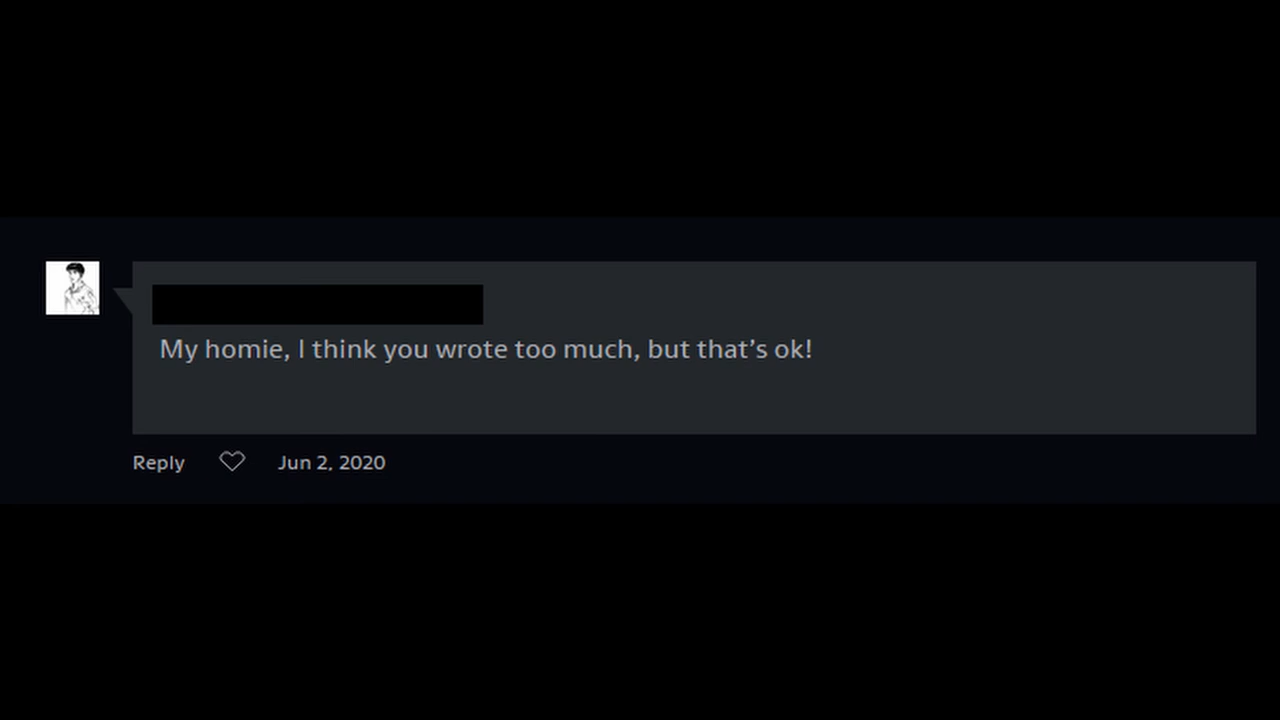 My homie, I think you wrote too much, but that’s ok!
Reply Jun 2, 2020